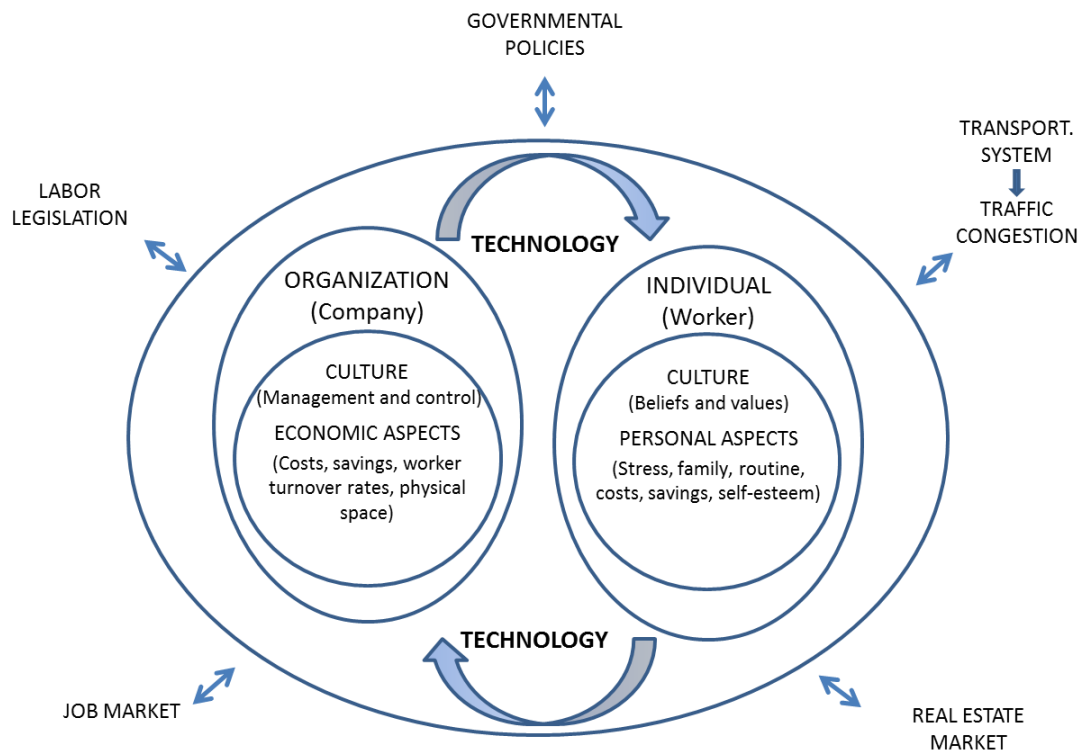 GOVERNMENTAL
POLICIES
TRANSPORT.
SYSTEM
TRAFFIC
CONGESTION
LABOR
LEGISLATION
TECHNOLOGY
ORGANIZATION
(Company)
CULTURE
(Management and control)
ECONOMIC ASPECTS
(Costs, savings, worker
turnover rates, physical
space)
INDIVIDUAL
(Worker)
CULTURE
(Beliefs and values)
PERSONAL ASPECTS
(Stress, family, routine,
costs, savings, self-esteem)
TECHNOLOGY
JOB MARKET
REAL ESTATE
MARKET